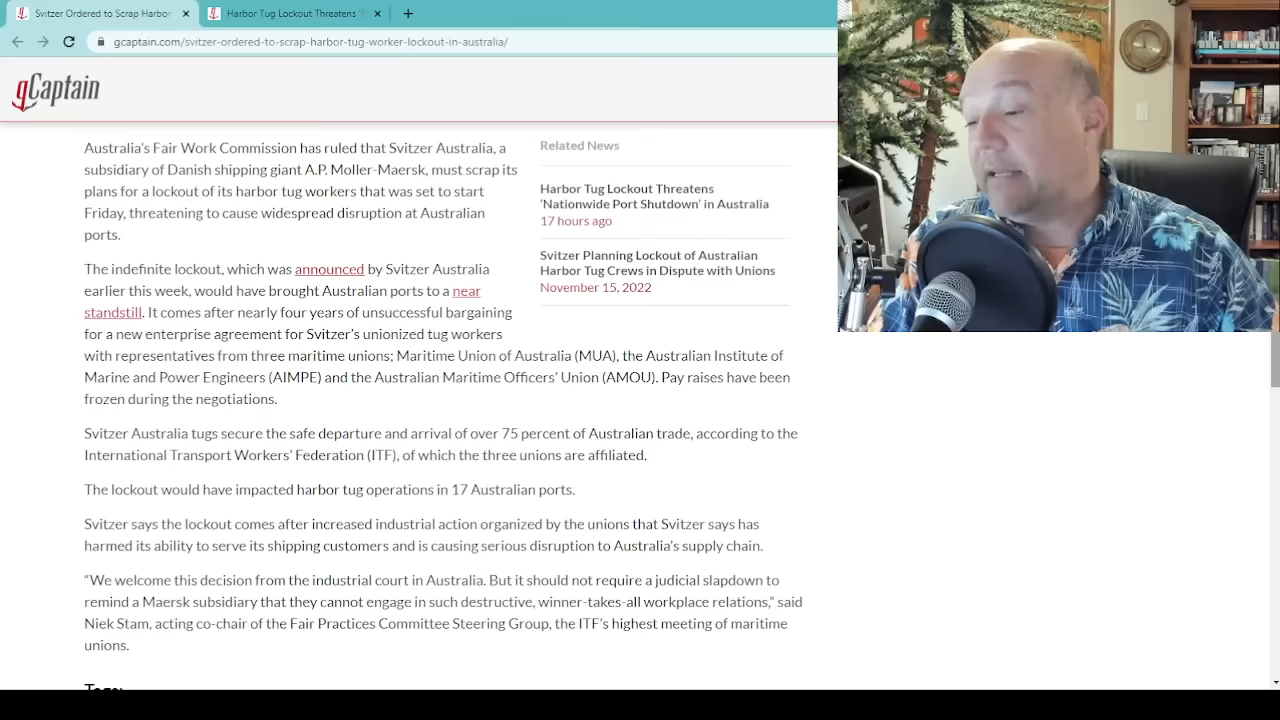 Svitzer Ordered to Scrap Harbor
Harbor Tug Lockout Threatens '
gcaptain.com/svitzer-ordered-to-scrap-harbor-tug-worker-lockout-in-australia/
gCaptain
Australia's Fair Work Commission has ruled that Svitzer Australia, a
subsidiary of Danish shipping giant A.P. Moller-Maersk, must scrap its
plans for a lockout of its harbor tug workers that was set to start
Friday, threatening to cause widespread disruption at Australian
ports.
The indefinite lockout, which was announced by Svitzer Australia
earlier this week, would have brought Australian ports to a near
standstill. It comes after nearly four years of unsuccessful bargaining
for a new enterprise agreement for Svitzer's unionized tug workers
with representatives from three maritime unions; Maritime Union of Australia (MUA), the Australian Institute of
Marine and Power Engineers (AIMPE) and the Australian Maritime Officers' Union (AMOU). Pay raises have been
frozen during the negotiations.
Svitzer Australia tugs secure the safe departure and arrival of over 75 percent of Australian trade, according to the
International Transport Workers' Federation (ITF), of which the three unions are affiliated.
The lockout would have impacted harbor tug operations in 17 Australian ports.
Svitzer says the lockout comes after increased industrial action organized by the unions that Svitzer says has
harmed its ability to serve its shipping customers and is causing serious disruption to Australia's supply chain.
“We welcome this decision from the industrial court in Australia. But it should not require a judicial slapdown to
remind a Maersk subsidiary that they cannot engage in such destructive, winner-takes-all workplace relations,” said
Niek Stam, acting co-chair of the Fair Practices Committee Steering Group, the ITF's highest meeting of maritime
unions.
Tags:
Related News
Harbor Tug Lockout Threatens
‘Nationwide Port Shutdown’ in Australia
17 hours ago
Svitzer Planning Lockout of Australian
Harbor Tug Crews in Dispute with Unions
November 15, 2022